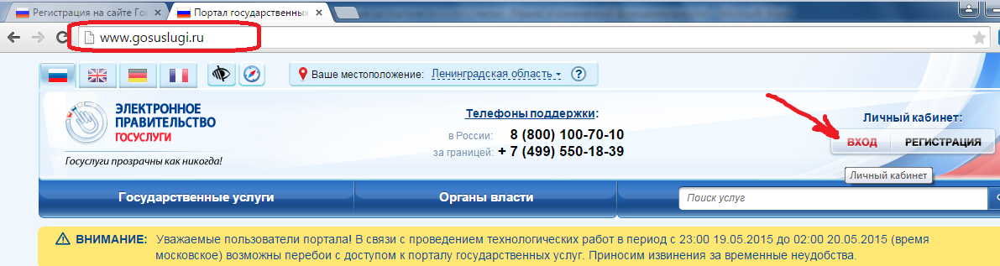 Регистрация на сайте Гос
Портал государственных
www.gosuslugi.ru
Ваше местоположение: Ленинградская область
?
ЭЛЕКТРОННОЕ
ПРАВИТЕЛЬСТВО
ГОСУСЛУГИ
Госуслуги прозрачны как никогда!
Телефоны поддержки:
в России: 8 (800) 100-70-10
за границей: + 7 (499) 550-18-39
Личный кабинет:
ВХОД РЕГИСТРАЦИЯ
Личный кабинет
Государственные услуги Органы власти Поиск услуг
ВНИМАНИЕ: Уважаемые пользователи портала! В связи с проведением технологических работ в период с 23:00 19.05.2015 до 02:00 20.05.2015 (время
московское) возможны перебои с доступом к порталу государственных услуг. Приносим извинения за временные неудобства.